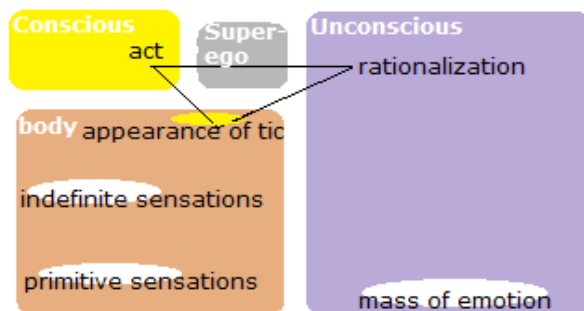 Conscious
act
Super-
ego
Unconscious
rationalization
body
appearance of tic
indefinite sensations
primitive sensations
mass of emotion